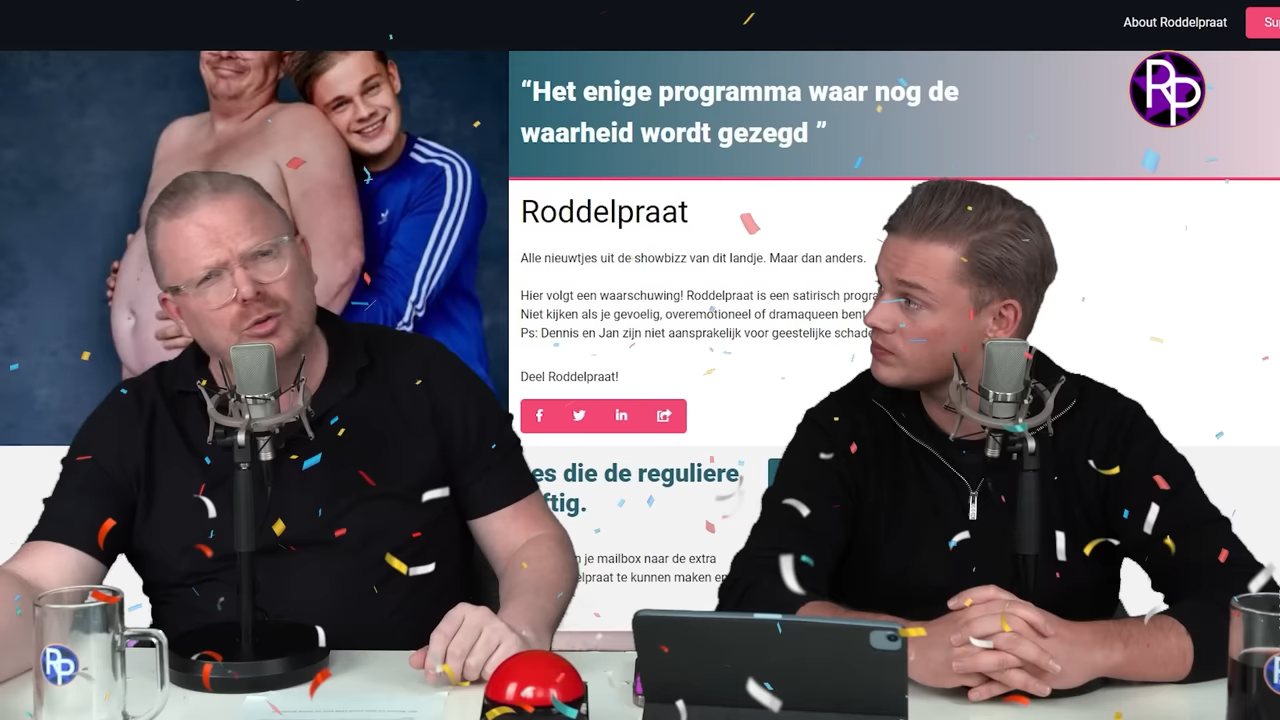 About Roddelpraat
“Het enige programma waar nog de
waarheid wordt gezegd ”
RP
Roddelpraat
Alle nieuwtjes uit de showbizz van dit landje. Maar dan anders.
Hier volgt een waarschuwing! Roddelpraat is een satirisch progra
Niet kijken als je gevoelig, overemotioneel of dramaqueen bent
Ps: Dennis en Jan zijn niet aansprakelijk voor geestelijke schade
Deel Roddelpraat!
es die de reguliere
ftig.
n je mailbox naar de extra
elpraat te kunnen maken en
RP